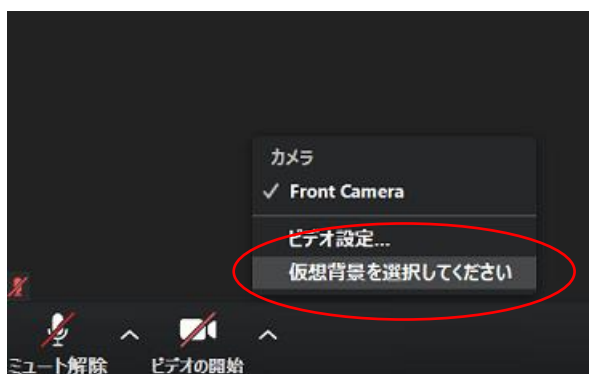 カメラ
✓ Front Camera
ビデオ設定...
仮想背景を選択してください
ミュート解除
ビデオの開始